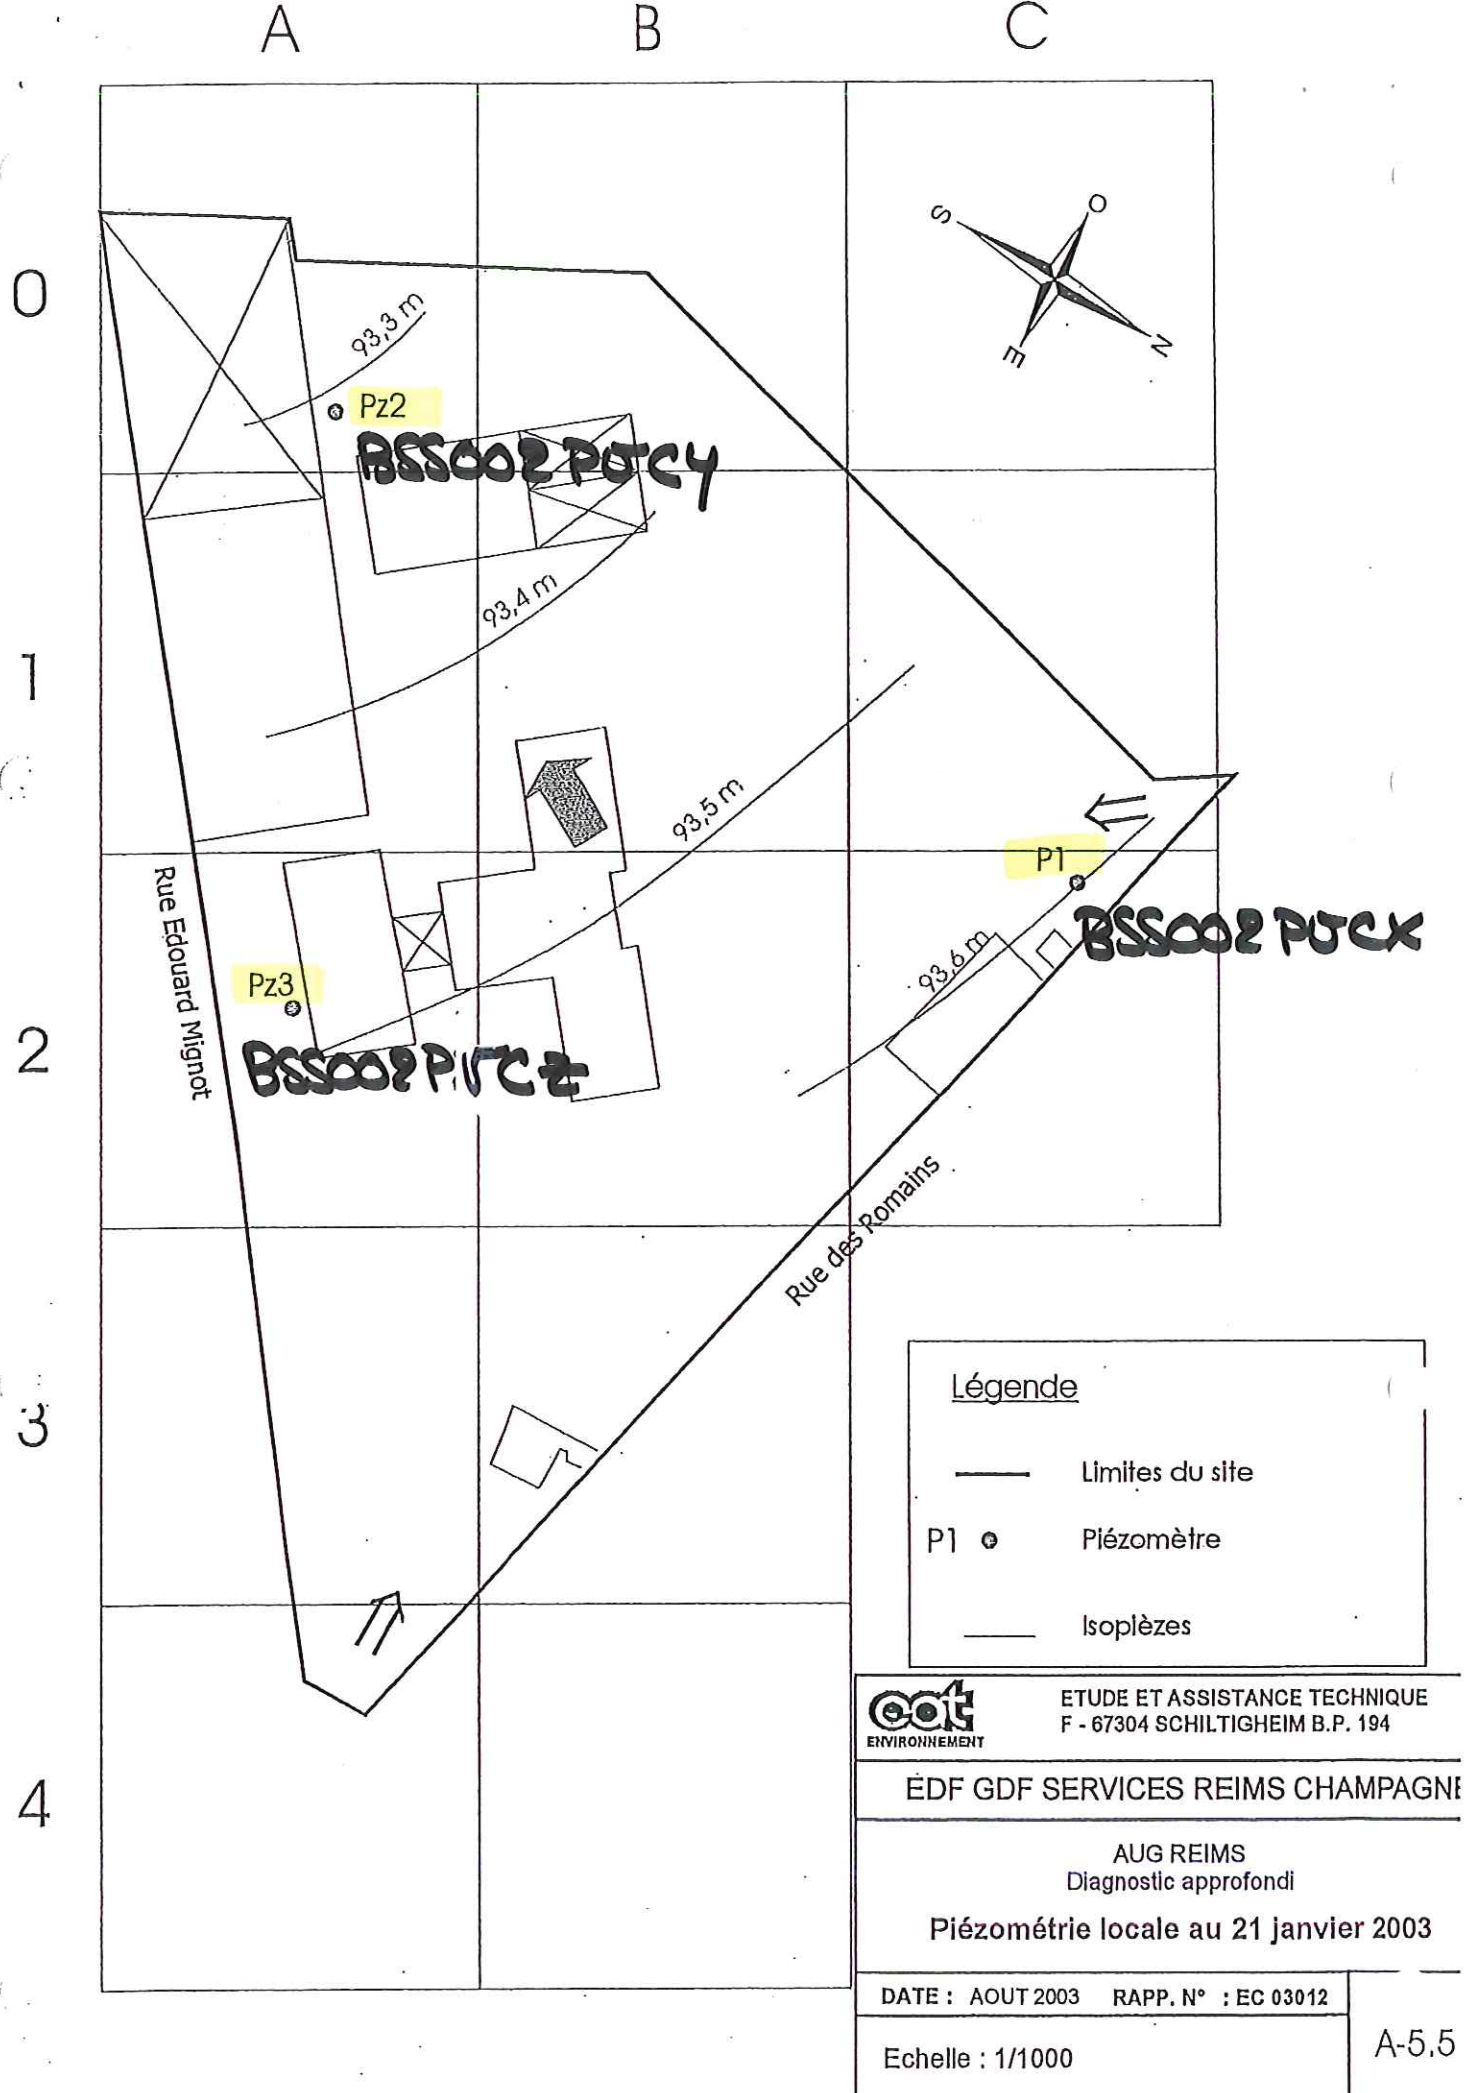 A B C
0
1
2
3
4
S O N E
93,3 m
Pz2
BSS002PUCY
93,4 m
93,5 m
P1
BSS002PUCX
93,6 m
Pz3
BSS002PUCZ
Rue Edouard Mignot
Rue des Romains
Légende
Limites du site
P1 Piézomètre
Isopièzes
eat
ENVIRONNEMENT
ETUDE ET ASSISTANCE TECHNIQUE
F - 67304 SCHILTIGHEIM B.P. 194
EDF GDF SERVICES REIMS CHAMPAGNE
AUG REIMS
Diagnostic approfondi
Piézométrie locale au 21 janvier 2003
DATE : AOUT 2003 RAPP. N° : EC 03012
Echelle : 1/1000
A-5.5